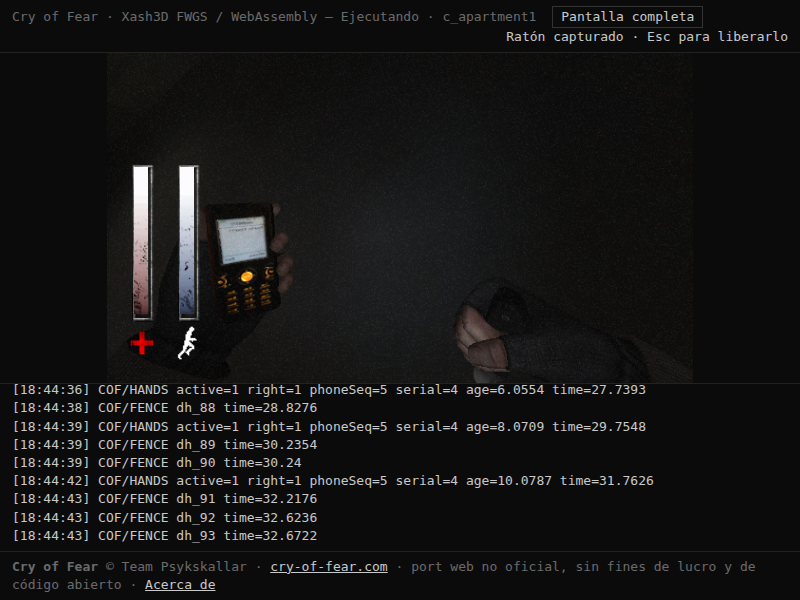 Cry of Fear · Xash3D FWGS / WebAssembly — Ejecutando · c_apartment1 Pantalla completa
Ratón capturado · Esc para liberarlo
[18:44:36] COF/HANDS active=1 right=1 phoneSeq=5 serial=4 age=6.0554 time=27.7393
[18:44:38] COF/FENCE dh_88 time=28.8276
[18:44:39] COF/HANDS active=1 right=1 phoneSeq=5 serial=4 age=8.0709 time=29.7548
[18:44:39] COF/FENCE dh_89 time=30.2354
[18:44:39] COF/FENCE dh_90 time=30.24
[18:44:42] COF/HANDS active=1 right=1 phoneSeq=5 serial=4 age=10.0787 time=31.7626
[18:44:43] COF/FENCE dh_91 time=32.2176
[18:44:43] COF/FENCE dh_92 time=32.6236
[18:44:43] COF/FENCE dh_93 time=32.6722
Cry of Fear © Team Psykskallar · cry-of-fear.com · port web no oficial, sin fines de lucro y de
código abierto · Acerca de